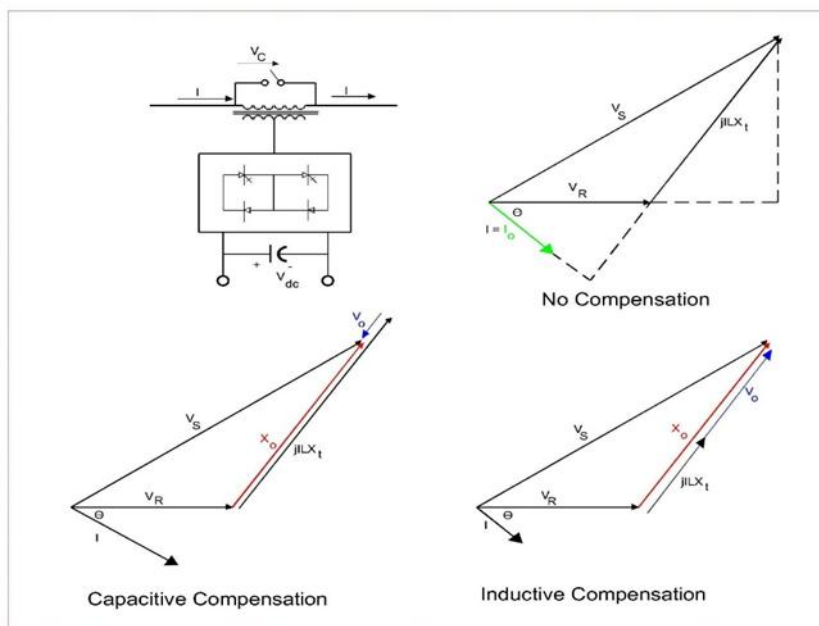 V_C
I
I
+
-
V_dc
V_S
jILX_t
V_R
Θ
I = I_o
No Compensation
V_o
V_S
X_o
jILX_t
V_R
Θ
I
Capacitive Compensation
V_S
X_o
V_o
jILX_t
V_R
Θ
I
Inductive Compensation